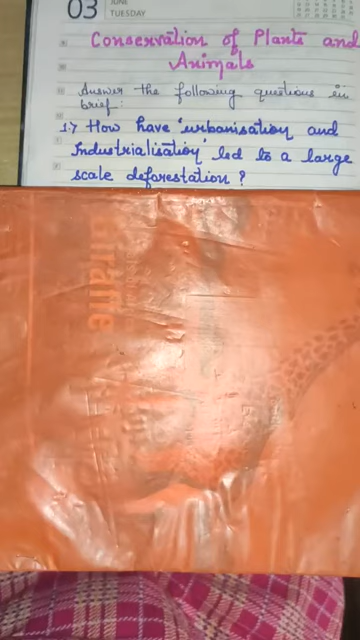 03
JUNE
TUESDAY
Conservation of Plants and
Animals
Answer the following questions in
brief:
1.> How have 'urbanisation and
Industrialisation' led to a large
scale deforestation?
Giraffe